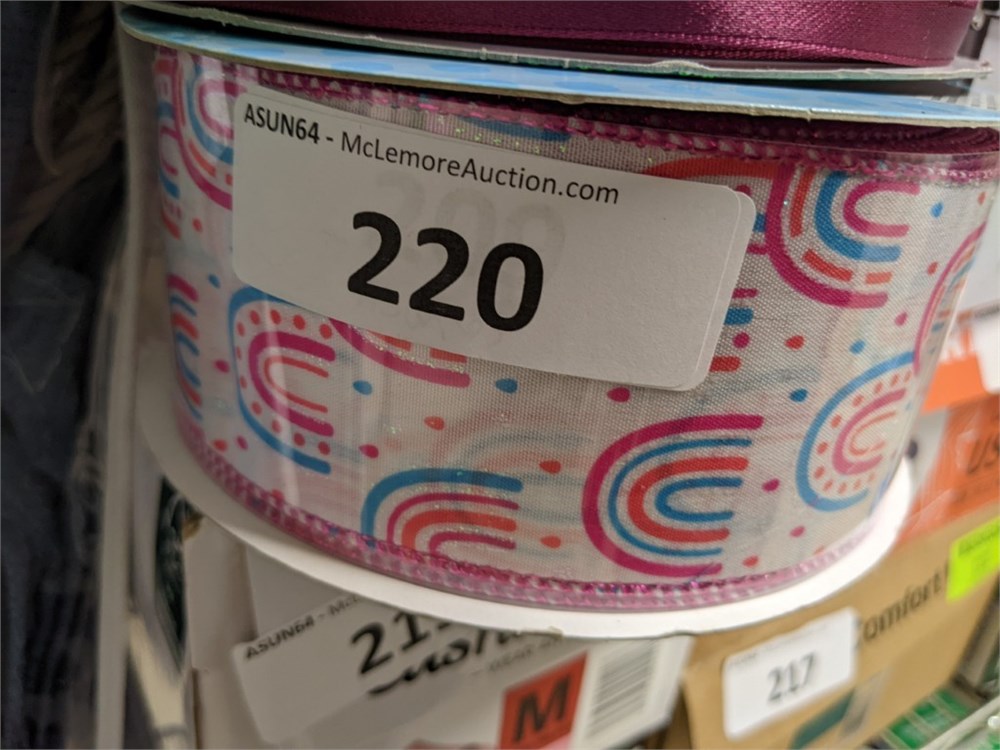 ASUN64 - McLemoreAuction.com
220
ASUN64 -
M
217